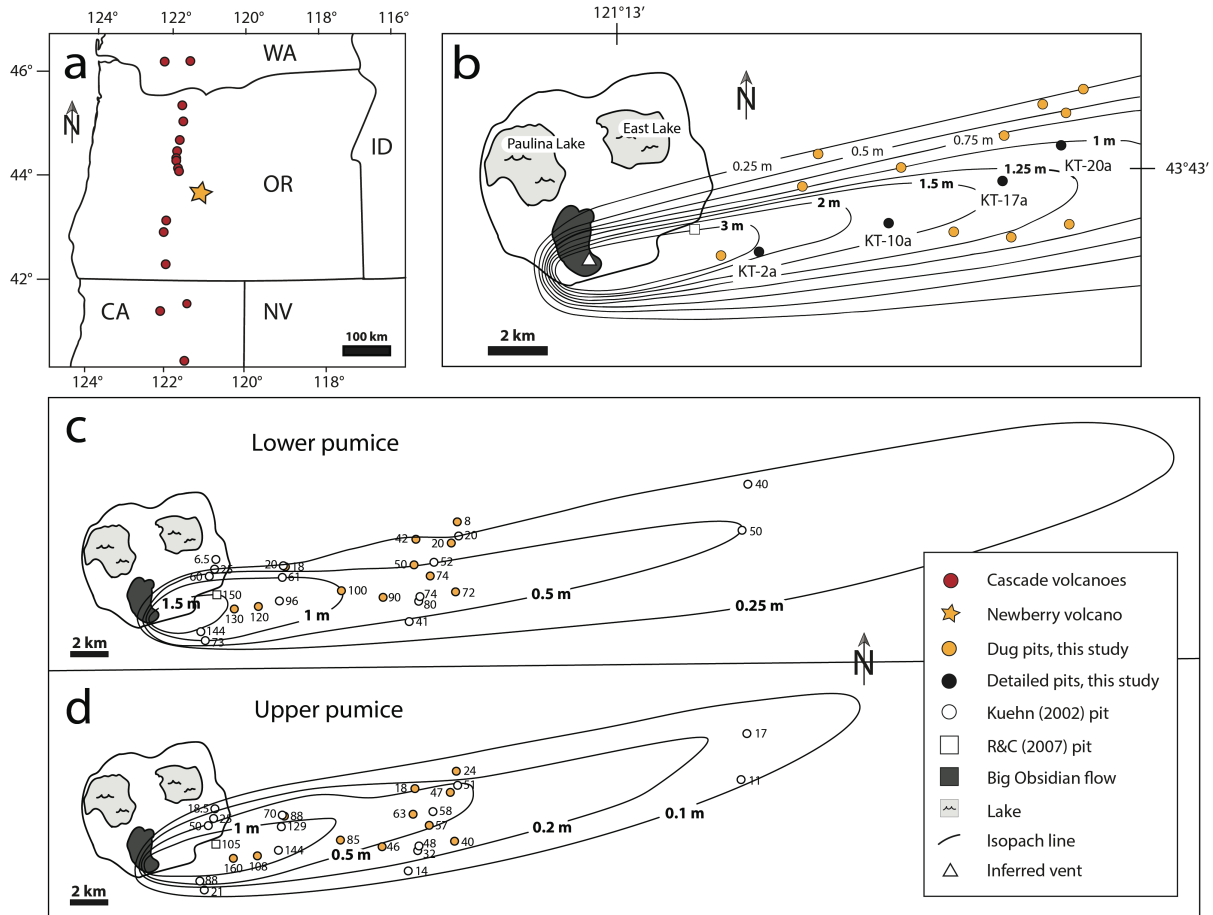 124°
122°
120°
118°
116°
121°13′
a
WA
46°
N
ID
44°
OR
42°
CA
NV
100 km
124°
122°
120°
118°
b
N
Paulina Lake
East Lake
0.25 m
0.5 m
0.75 m
1 m
1.25 m
KT-20a
43°43′
1.5 m
KT-17a
2 m
3 m
KT-10a
KT-2a
2 km
c
Lower pumice
40
8
42
20
20
50
6.5
25
60
20
18
61
50
52
74
1.5 m
150
130
120
96
1 m
100
90
74
80
72
0.5 m
0.25 m
144
73
41
2 km
N
d
Upper pumice
17
24
18
51
47
11
18.5
25
50
70
88
129
63
58
57
1 m
0.1 m
0.2 m
105
160
108
144
85
0.5 m
46
48
32
40
88
21
14
2 km
Cascade volcanoes
Newberry volcano
Dug pits, this study
Detailed pits, this study
Kuehn (2002) pit
R&C (2007) pit
Big Obsidian flow
Lake
Isopach line
Inferred vent